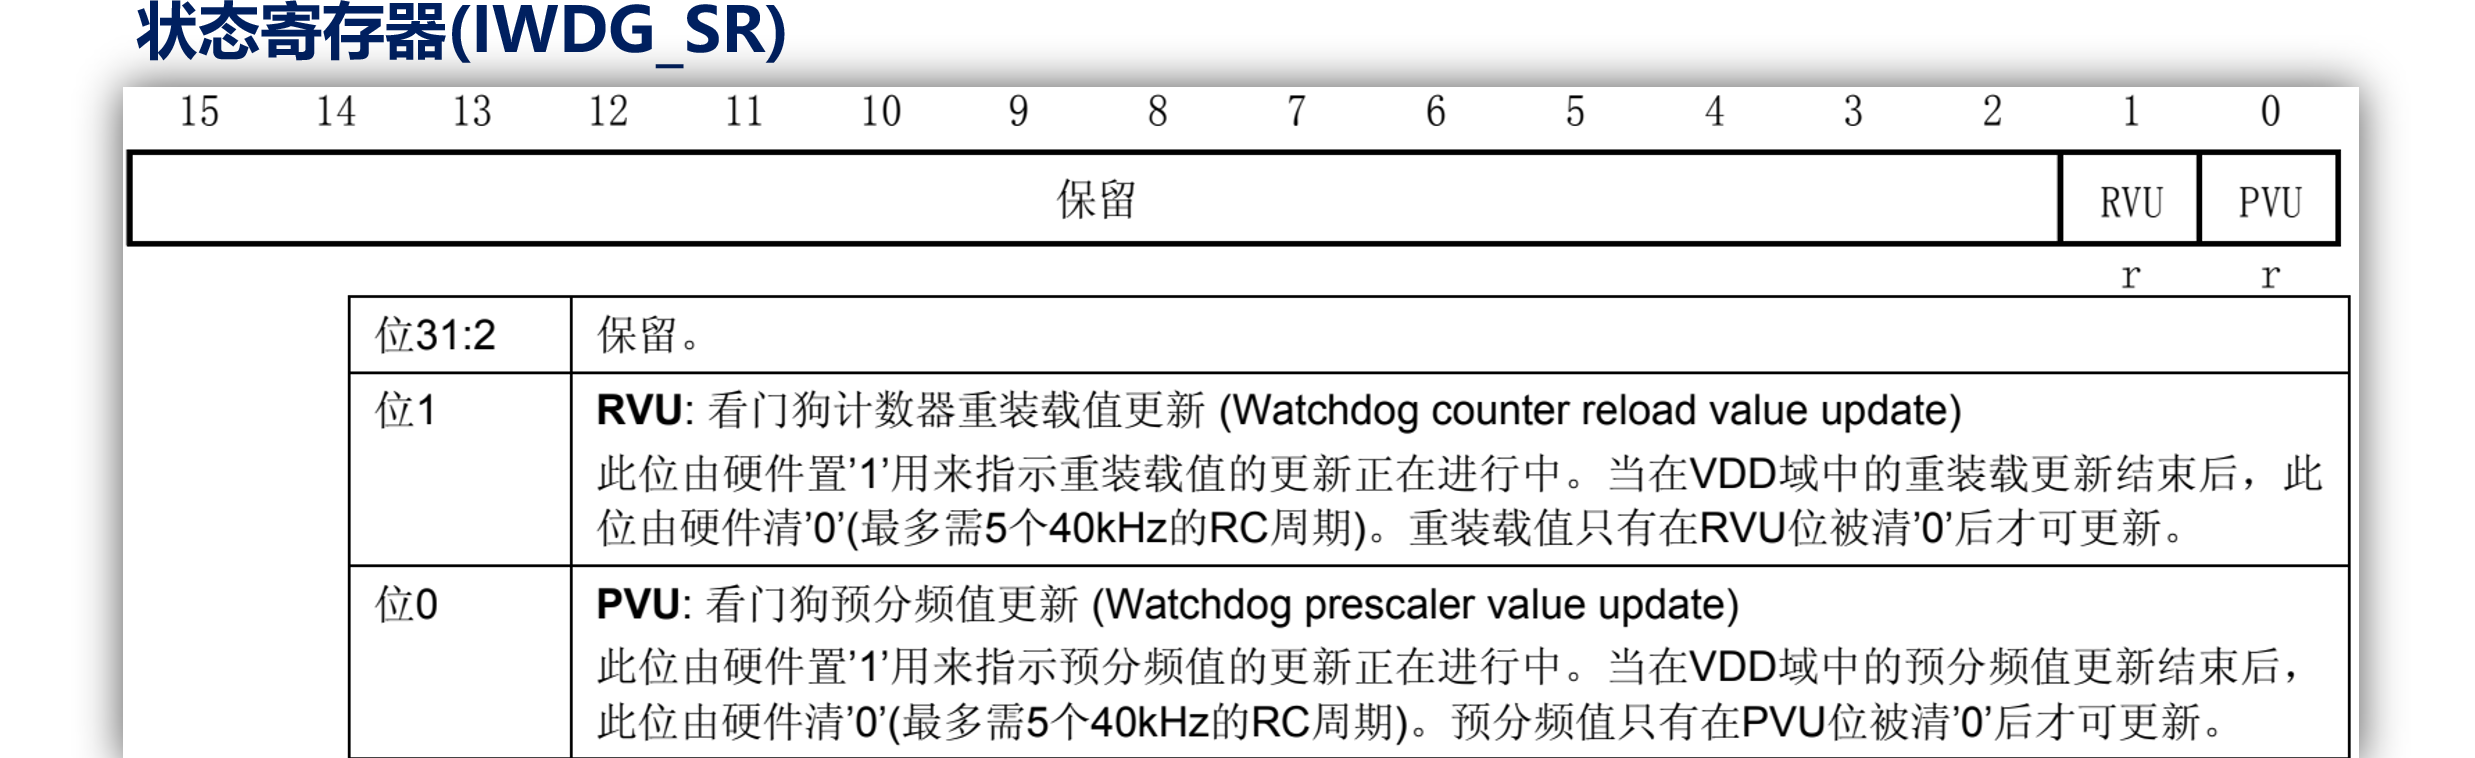 状态寄存器(IWDG_SR)
15 14 13 12 11 10 9 8 7 6 5 4 3 2 1 0
保留 RVU PVU
r r
位31:2 保留。
位1 RVU: 看门狗计数器重装载值更新 (Watchdog counter reload value update)
此位由硬件置’1’用来指示重装载值的更新正在进行中。当在VDD域中的重装载更新结束后，此
位由硬件清’0’(最多需5个40kHz的RC周期)。重装载值只有在RVU位被清’0’后才可更新。
位0 PVU: 看门狗预分频值更新 (Watchdog prescaler value update)
此位由硬件置’1’用来指示预分频值的更新正在进行中。当在VDD域中的预分频值更新结束后，
此位由硬件清’0’(最多需5个40kHz的RC周期)。预分频值只有在PVU位被清’0’后才可更新。